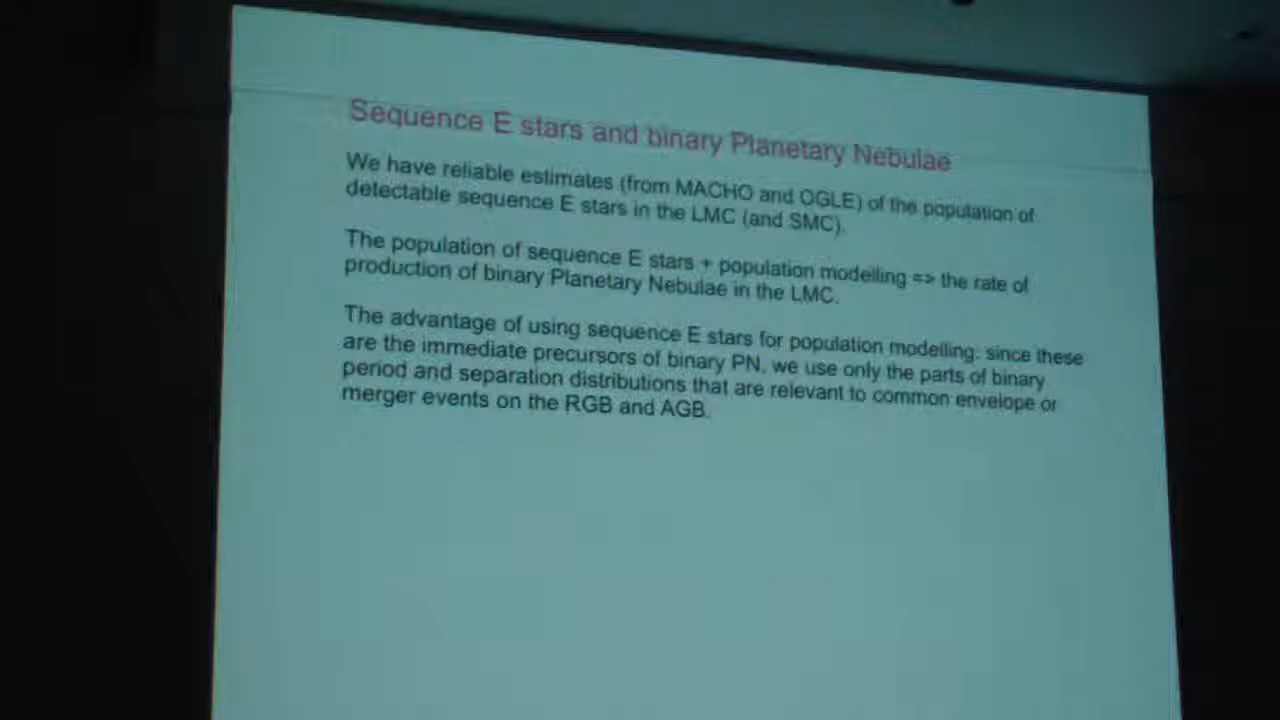 Sequence E stars and binary Planetary Nebulae
We have reliable estimates (from MACHO and OGLE) of the population of
detectable sequence E stars in the LMC (and SMC).
The population of sequence E stars + population modelling => the rate of
production of binary Planetary Nebulae in the LMC.
The advantage of using sequence E stars for population modelling: since these
are the immediate precursors of binary PN, we use only the parts of binary
period and separation distributions that are relevant to common envelope or
merger events on the RGB and AGB.